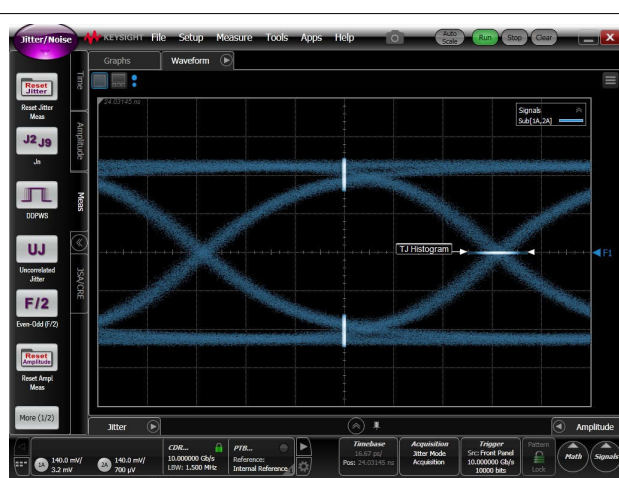 Jitter/Noise
KEYSIGHT File Setup Measure Tools Apps Help
Auto Scale
Run Stop Clear
Graphs Waveform
Time
Amplitude
Meas
JSA/CRE
Reset Jitter
Reset Jitter
Meas
J2 J9
Jn
DDPWS
UJ
Uncorrelated
Jitter
F/2
Even-Odd (F/2)
Reset Amplitude
Reset Ampl
Meas
More (1/2)
24.03145 ns
Signals
Sub[1A,2A]
TJ Histogram
F1
Jitter
Amplitude
1A 140.0 mV/
3.2 mV
2A 140.0 mV/
700 µV
CDR...
10.000000 Gb/s
LBW: 1.500 MHz
PTB...
Reference:
Internal Reference
Timebase
16.67 ps/
Pos: 24.03145 ns
Acquisition
Jitter Mode
Acquisition
Trigger
Src: Front Panel
10.000000 Gb/s
10000 bits
Pattern
Lock
Math
Signals